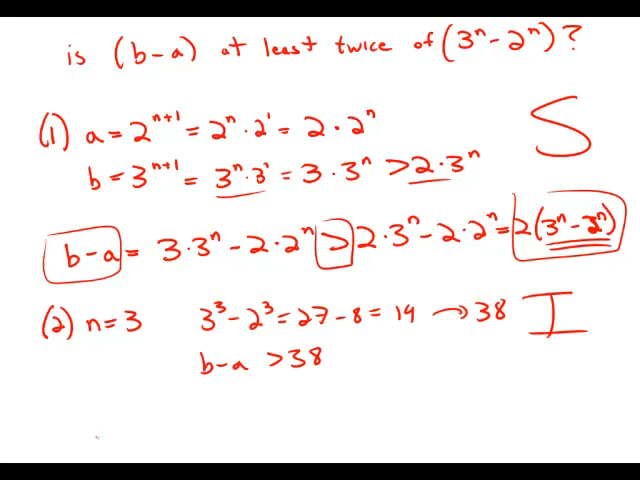 is (b-a) at least twice of (3ⁿ - 2ⁿ)?
(1) a = 2ⁿ⁺¹ = 2ⁿ · 2¹ = 2 · 2ⁿ S
b = 3ⁿ⁺¹ = 3ⁿ · 3¹ = 3 · 3ⁿ > 2 · 3ⁿ
b-a = 3 · 3ⁿ - 2 · 2ⁿ > 2 · 3ⁿ - 2 · 2ⁿ = 2(3ⁿ - 2ⁿ)
(2) n = 3 3³ - 2³ = 27 - 8 = 19 → 38 I
b-a > 38